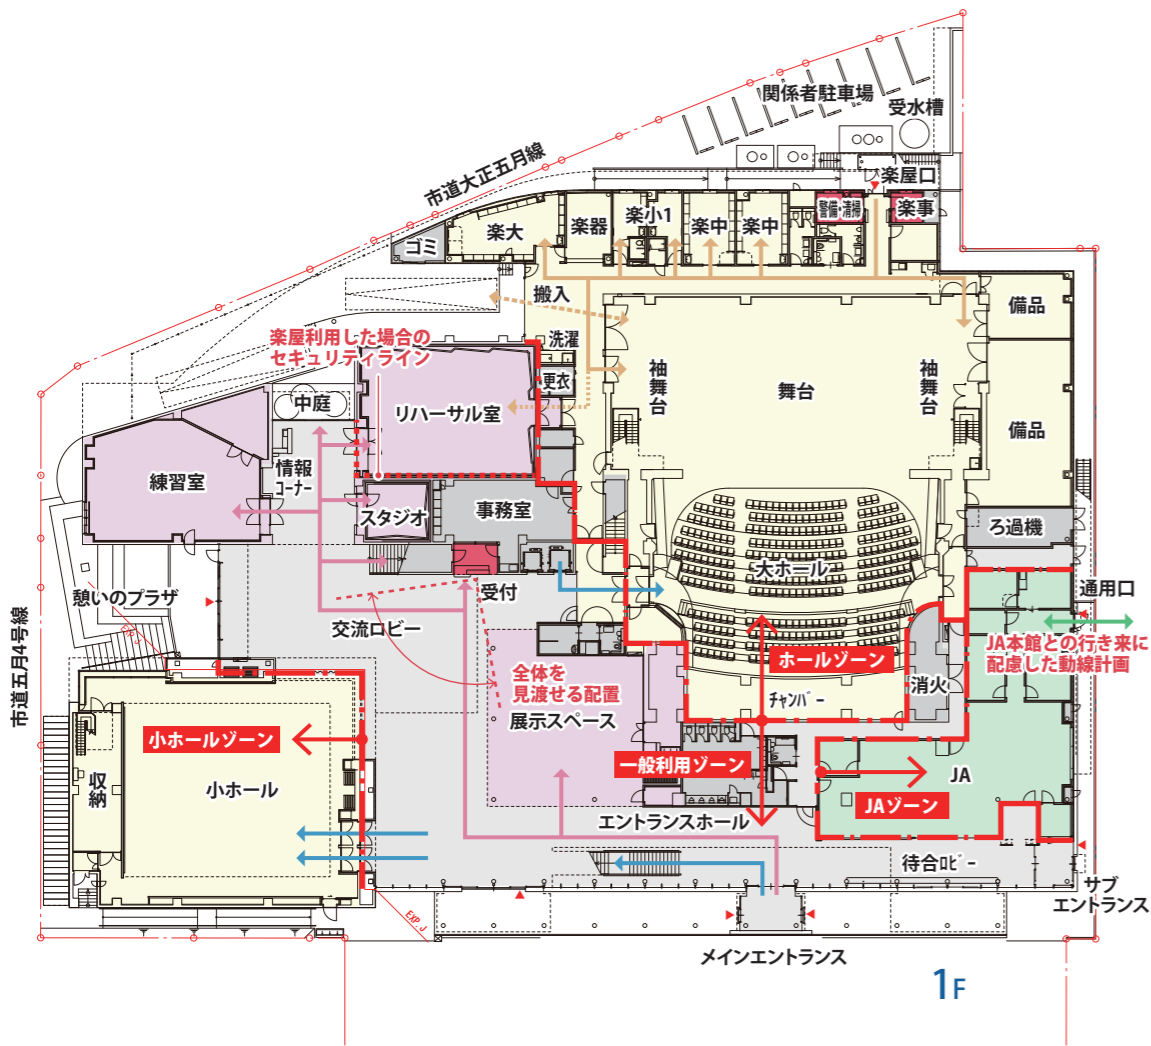 関係者駐車場
受水槽
市道大正五月線
楽屋口
ゴミ
楽大
楽器
楽小1
楽中
楽中
警備・清掃
楽事
搬入
備品
楽屋利用した場合の
セキュリティライン
洗濯
更衣
袖舞台
舞台
袖舞台
中庭
リハーサル室
備品
練習室
情報
コーナー
スタジオ
事務室
ろ過機
大ホール
憩いのプラザ
受付
通用口
交流ロビー
JA本館との行き来に
配慮した動線計画
EXP.J
ホールゾーン
全体を
見渡せる配置
展示スペース
消火
チャンバー
市道五月4号線
小ホールゾーン
一般利用ゾーン
JA
収納
小ホール
JAゾーン
エントランスホール
待合ロビー
サブ
エントランス
EXP.J
メインエントランス
1F